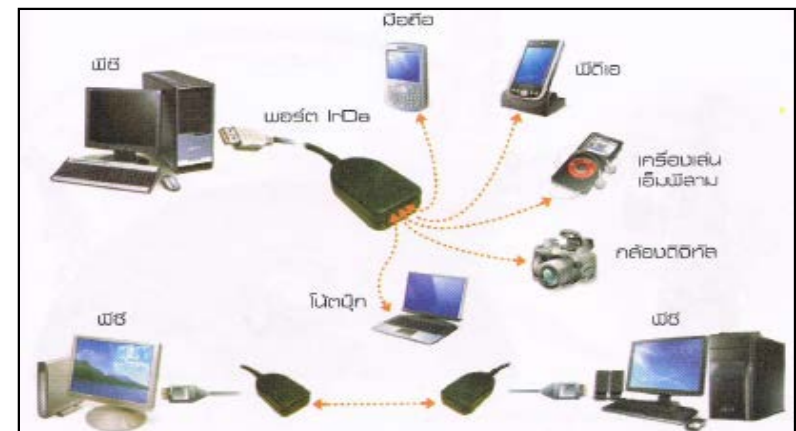 มือถือ
พีซี
พีดีเอ
พอร์ต IrDa
เครื่องเล่น
เอ็มพีสาม
กล้องดิจิทัล
โน้ตบุ๊ก
พีซี
พีซี